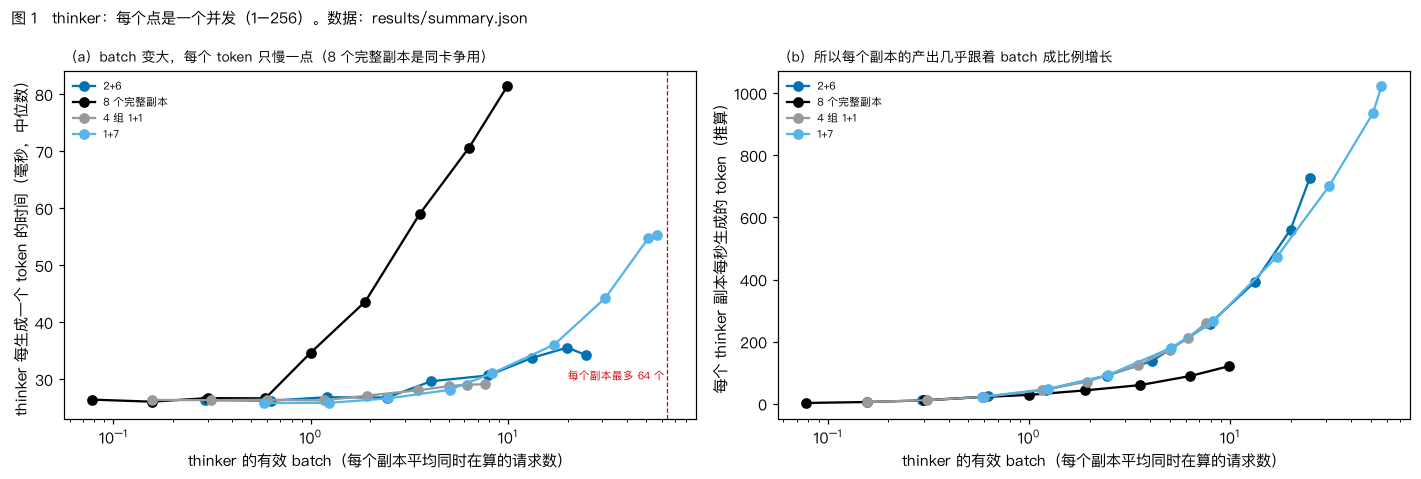 图 1 thinker：每个点是一个并发（1—256）。数据：results/summary.json
（a）batch 变大，每个 token 只慢一点（8 个完整副本是同卡争用）
thinker 每生成一个 token 的时间（毫秒，中位数）
80
70
60
50
40
30
2+6
8 个完整副本
4 组 1+1
1+7
每个副本最多 64 个
10⁻¹
10⁰
10¹
thinker 的有效 batch（每个副本平均同时在算的请求数）
（b）所以每个副本的产出几乎跟着 batch 成比例增长
每个 thinker 副本每秒生成的 token（推算）
1000
800
600
400
200
0
2+6
8 个完整副本
4 组 1+1
1+7
10⁻¹
10⁰
10¹
thinker 的有效 batch（每个副本平均同时在算的请求数）